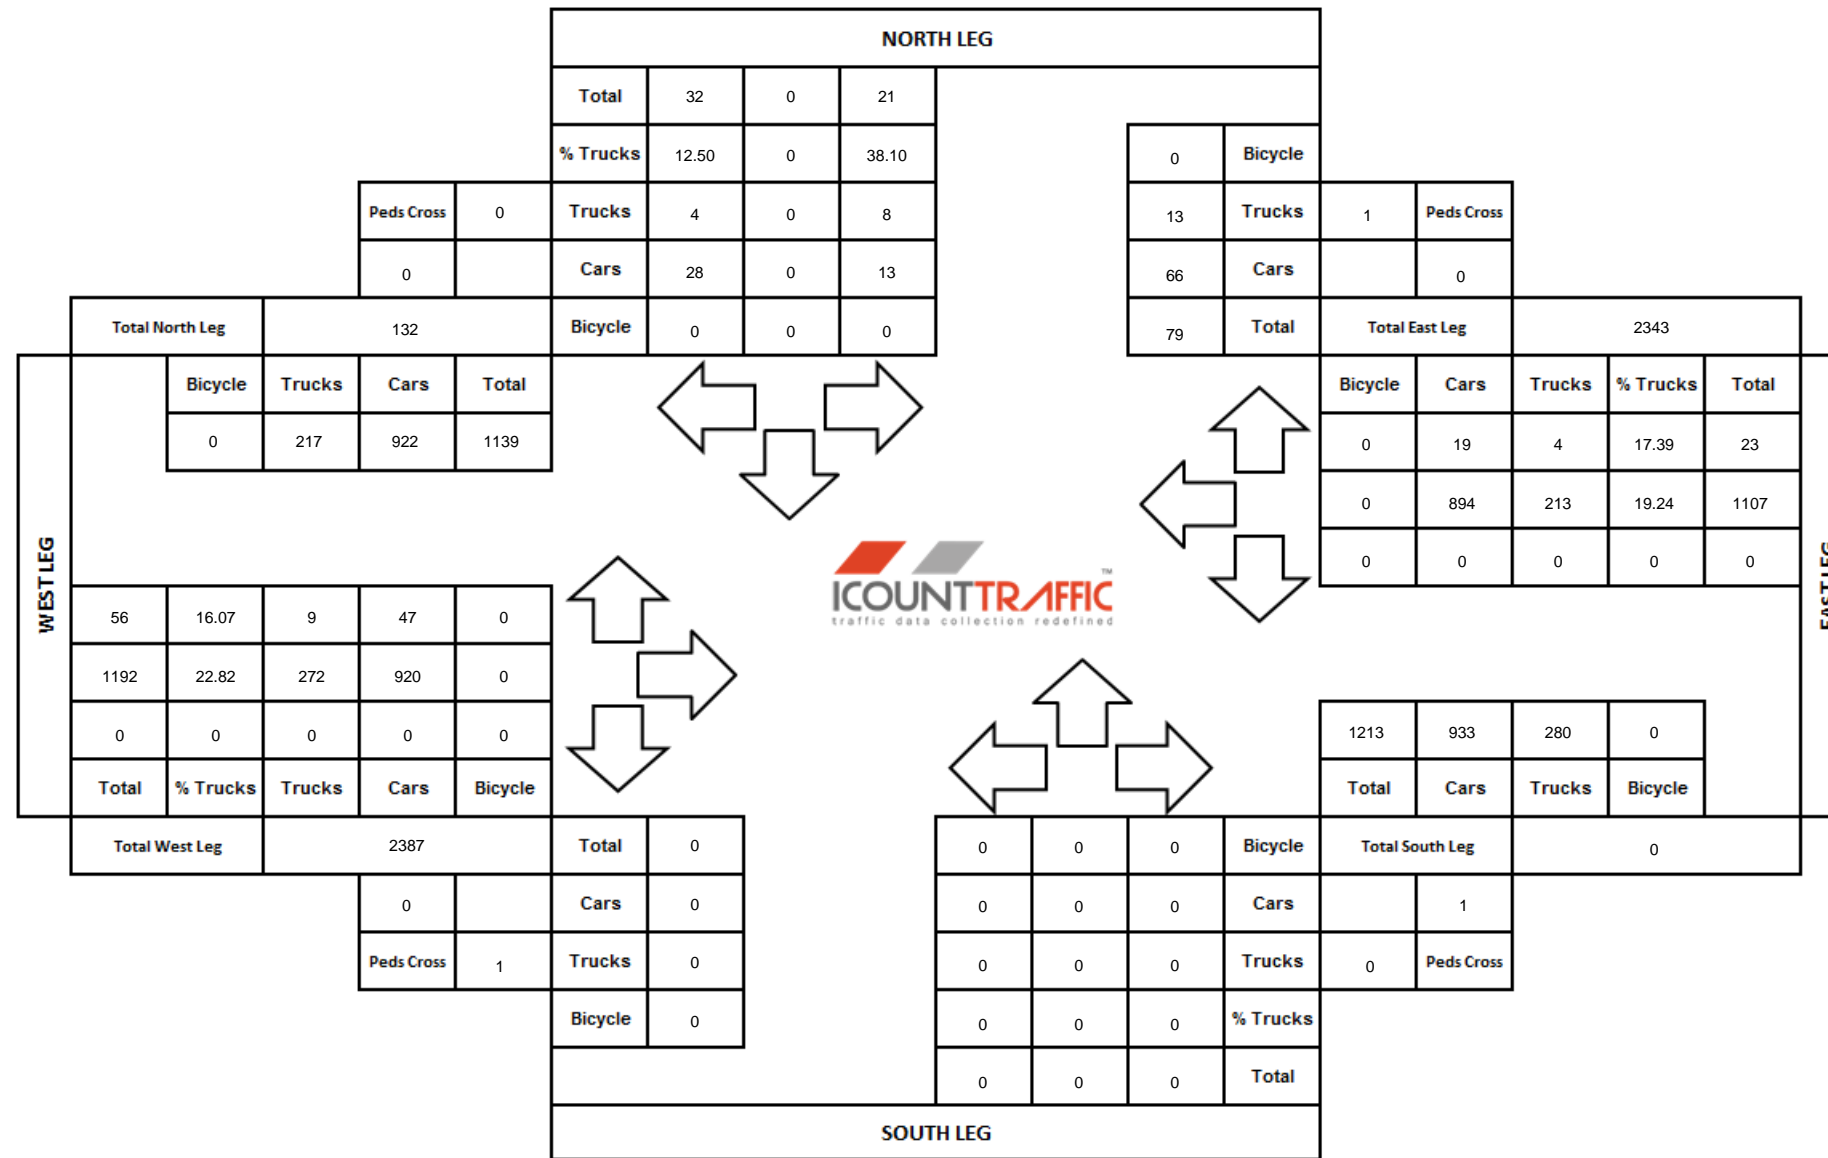 NORTH LEG
Total 32 0 21
% Trucks 12.50 0 38.10 0 Bicycle
Peds Cross 0 Trucks 4 0 8 13 Trucks 1 Peds Cross
0 Cars 28 0 13 66 Cars 0
Total North Leg 132 Bicycle 0 0 0 79 Total Total East Leg 2343
Bicycle Trucks Cars Total Bicycle Cars Trucks % Trucks Total
0 217 922 1139 0 19 4 17.39 23
0 894 213 19.24 1107
WEST LEG
EAST LEG
ICOUNTTRAFFIC™
traffic data collection redefined
0 0 0 0 0
56 16.07 9 47 0
1192 22.82 272 920 0
0 0 0 0 0 1213 933 280 0
Total % Trucks Trucks Cars Bicycle Total Cars Trucks Bicycle
Total West Leg 2387 Total 0 0 0 0 Bicycle Total South Leg 0
0 Cars 0 0 0 0 Cars 1
Peds Cross 1 Trucks 0 0 0 0 Trucks 0 Peds Cross
Bicycle 0 0 0 0 % Trucks
0 0 0 Total
SOUTH LEG